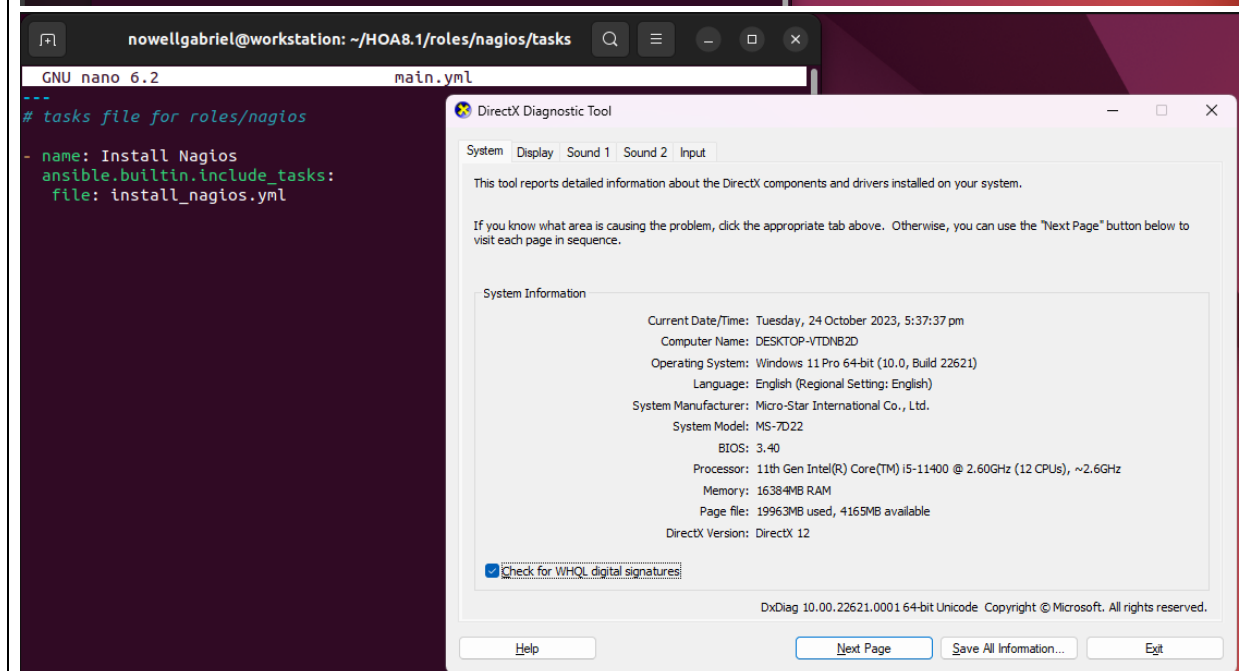 nowellgabriel@workstation: ~/HOA8.1/roles/nagios/tasks
GNU nano 6.2 main.yml
---
# tasks file for roles/nagios
- name: Install Nagios
ansible.builtin.include_tasks:
file: install_nagios.yml
DirectX Diagnostic Tool
System Display Sound 1 Sound 2 Input
This tool reports detailed information about the DirectX components and drivers installed on your system.
If you know what area is causing the problem, click the appropriate tab above. Otherwise, you can use the "Next Page" button below to
visit each page in sequence.
System Information
Current Date/Time: Tuesday, 24 October 2023, 5:37:37 pm
Computer Name: DESKTOP-VTDNB2D
Operating System: Windows 11 Pro 64-bit (10.0, Build 22621)
Language: English (Regional Setting: English)
System Manufacturer: Micro-Star International Co., Ltd.
System Model: MS-7D22
BIOS: 3.40
Processor: 11th Gen Intel(R) Core(TM) i5-11400 @ 2.60GHz (12 CPUs), ~2.6GHz
Memory: 16384MB RAM
Page file: 19963MB used, 4165MB available
DirectX Version: DirectX 12
Check for WHQL digital signatures
DxDiag 10.00.22621.0001 64-bit Unicode Copyright © Microsoft. All rights reserved.
Help Next Page Save All Information... Exit